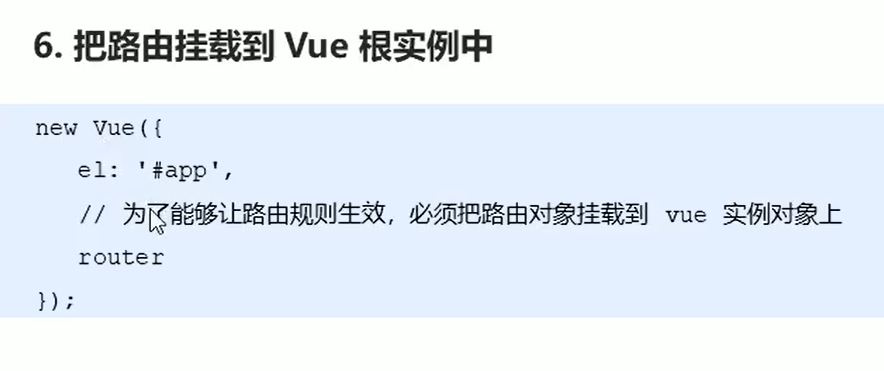 6. 把路由挂载到 Vue 根实例中
new Vue({
el: '#app',
// 为了能够让路由规则生效，必须把路由对象挂载到 vue 实例对象上
router
});